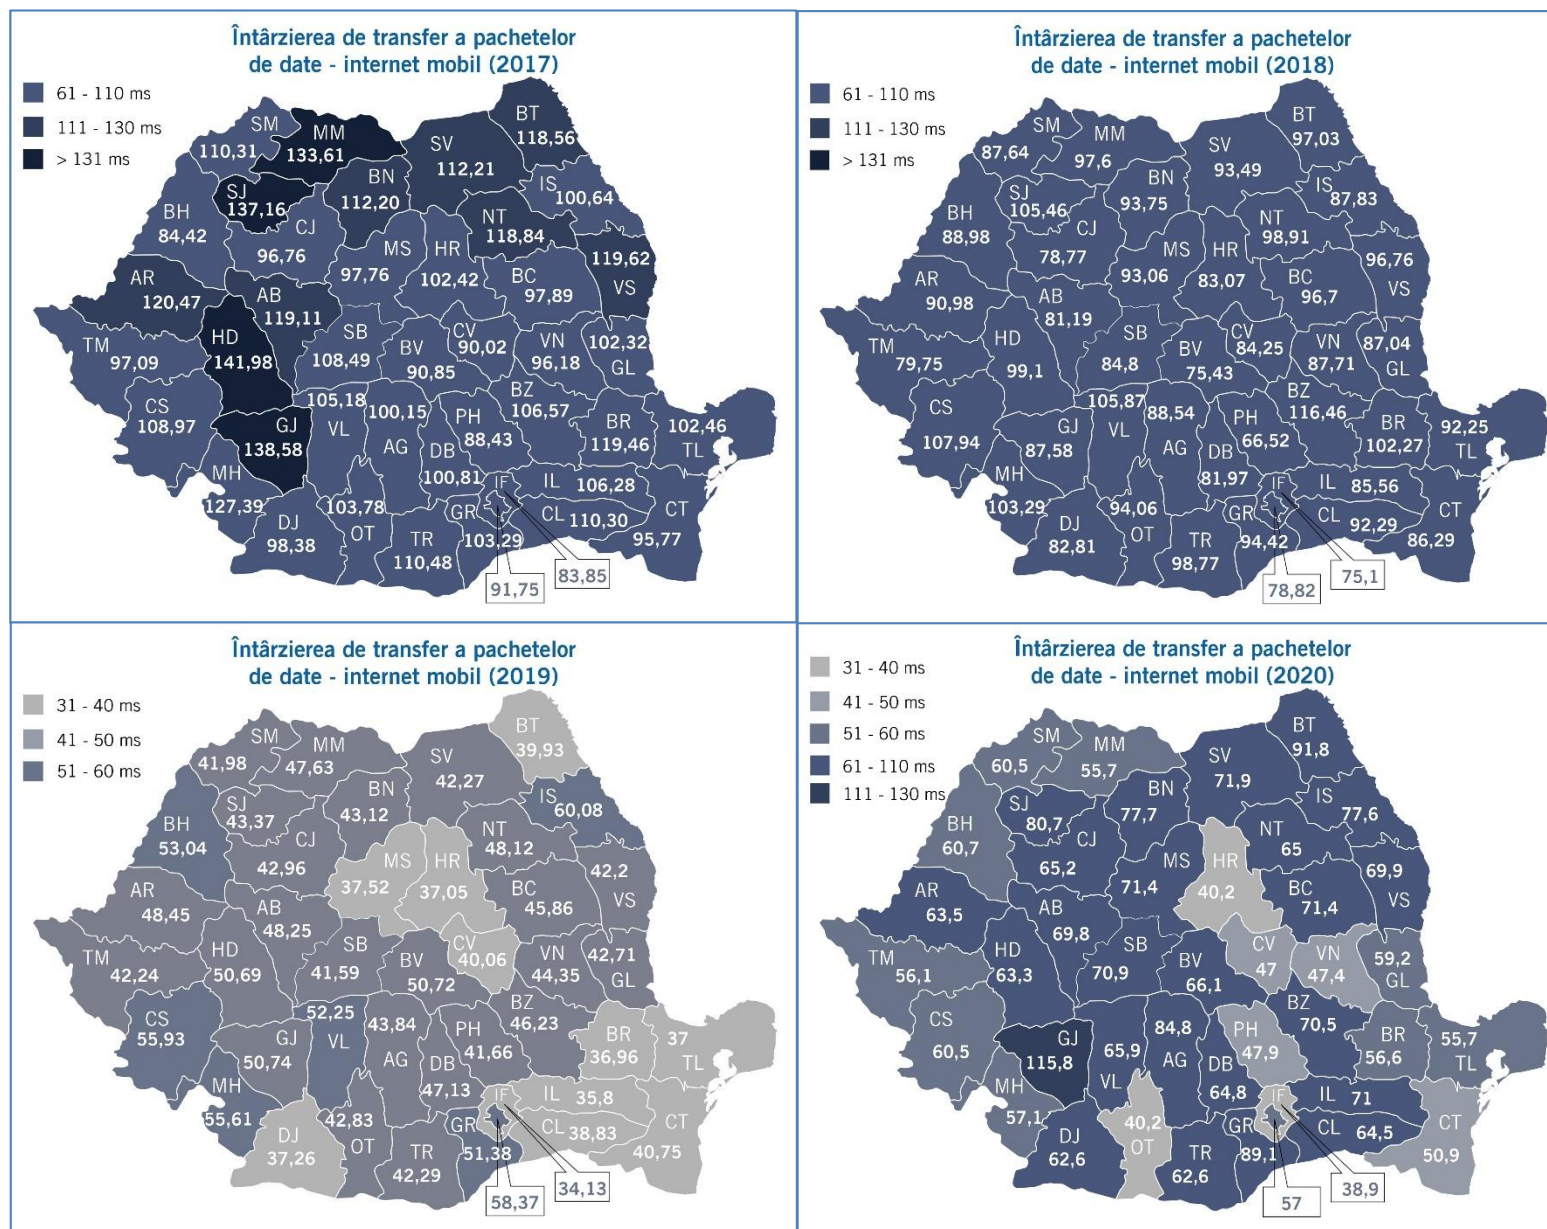 Întârzierea de transfer a pachetelor
de date - internet mobil (2017)
61 - 110 ms
111 - 130 ms
> 131 ms
SM
110,31
MM
133,61
SV
112,21
BT
118,56
IS
100,64
SJ
137,16
BN
112,20
NT
118,84
BH
84,42
CJ
96,76
MS
97,76
HR
102,42
BC
97,89
119,62
VS
AR
120,47
AB
119,11
HD
141,98
SB
108,49
BV
90,85
CV
90,02
VN
96,18
102,32
GL
TM
97,09
CS
108,97
GJ
138,58
105,18
VL
100,15
AG
PH
88,43
BZ
106,57
BR
119,46
102,46
TL
MH
127,39
DB
100,81
IF
IL
106,28
CL
110,30
CT
95,77
DJ
98,38
103,78
OT
TR
110,48
GR
103,29
91,75
83,85
Întârzierea de transfer a pachetelor
de date - internet mobil (2018)
61 - 110 ms
111 - 130 ms
> 131 ms
SM
87,64
MM
97,6
SV
93,49
BT
97,03
IS
87,83
SJ
105,46
BN
93,75
NT
98,91
BH
88,98
CJ
78,77
MS
93,06
HR
83,07
BC
96,7
96,76
VS
AR
90,98
AB
81,19
HD
99,1
SB
84,8
BV
75,43
CV
84,25
VN
87,71
87,04
GL
TM
79,75
CS
107,94
GJ
87,58
105,87
VL
88,54
AG
PH
66,52
BZ
116,46
BR
102,27
92,25
TL
MH
103,29
DB
81,97
IF
IL
85,56
CL
92,29
CT
86,29
DJ
82,81
94,06
OT
TR
98,77
GR
94,42
78,82
75,1
Întârzierea de transfer a pachetelor
de date - internet mobil (2019)
31 - 40 ms
41 - 50 ms
51 - 60 ms
SM
41,98
MM
47,63
SV
42,27
BT
39,93
IS
60,08
SJ
43,37
BN
43,12
NT
48,12
BH
53,04
CJ
42,96
MS
37,52
HR
37,05
BC
45,86
42,2
VS
AR
48,45
AB
48,25
HD
50,69
SB
41,59
BV
50,72
CV
40,06
VN
44,35
42,71
GL
TM
42,24
CS
55,93
GJ
50,74
52,25
VL
43,84
AG
PH
41,66
BZ
46,23
BR
36,96
37
TL
MH
55,61
DB
47,13
IF
IL
35,8
CL
38,83
CT
40,75
DJ
37,26
42,83
OT
TR
42,29
GR
51,38
58,37
34,13
Întârzierea de transfer a pachetelor
de date - internet mobil (2020)
31 - 40 ms
41 - 50 ms
51 - 60 ms
61 - 110 ms
111 - 130 ms
SM
60,5
MM
55,7
SV
71,9
BT
91,8
IS
77,6
SJ
80,7
BN
77,7
NT
65
BH
60,7
CJ
65,2
MS
71,4
HR
40,2
BC
71,4
69,9
VS
AR
63,5
AB
69,8
HD
63,3
SB
70,9
BV
66,1
CV
47
VN
47,4
59,2
GL
TM
56,1
CS
60,5
GJ
115,8
65,9
VL
84,8
AG
PH
47,9
BZ
70,5
BR
56,6
55,7
TL
MH
57,1
DB
64,8
IF
IL
71
CL
64,5
CT
50,9
DJ
62,6
40,2
OT
TR
62,6
GR
89,1
57
38,9